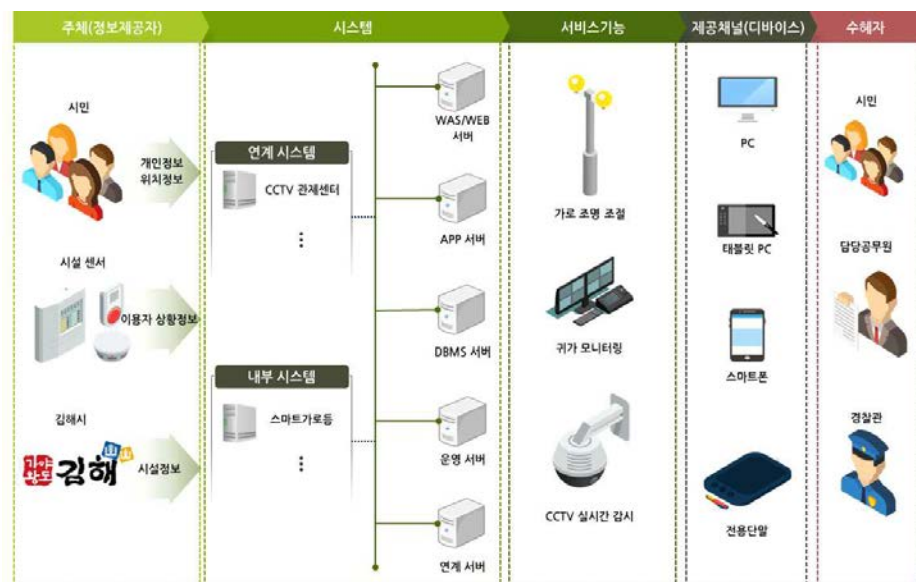 주체(정보제공자)
시스템
서비스기능
제공채널(디바이스)
수혜자
시민
개인정보
위치정보
시설 센서
이용자 상황정보
김해시
가야
왕도
김해
시설정보
연계 시스템
CCTV 관제센터
내부 시스템
스마트가로등
WAS/WEB
서버
APP 서버
DBMS 서버
운영 서버
연계 서버
가로 조명 조절
귀가 모니터링
CCTV 실시간 감시
PC
태블릿 PC
스마트폰
전용단말
시민
담당공무원
경찰관